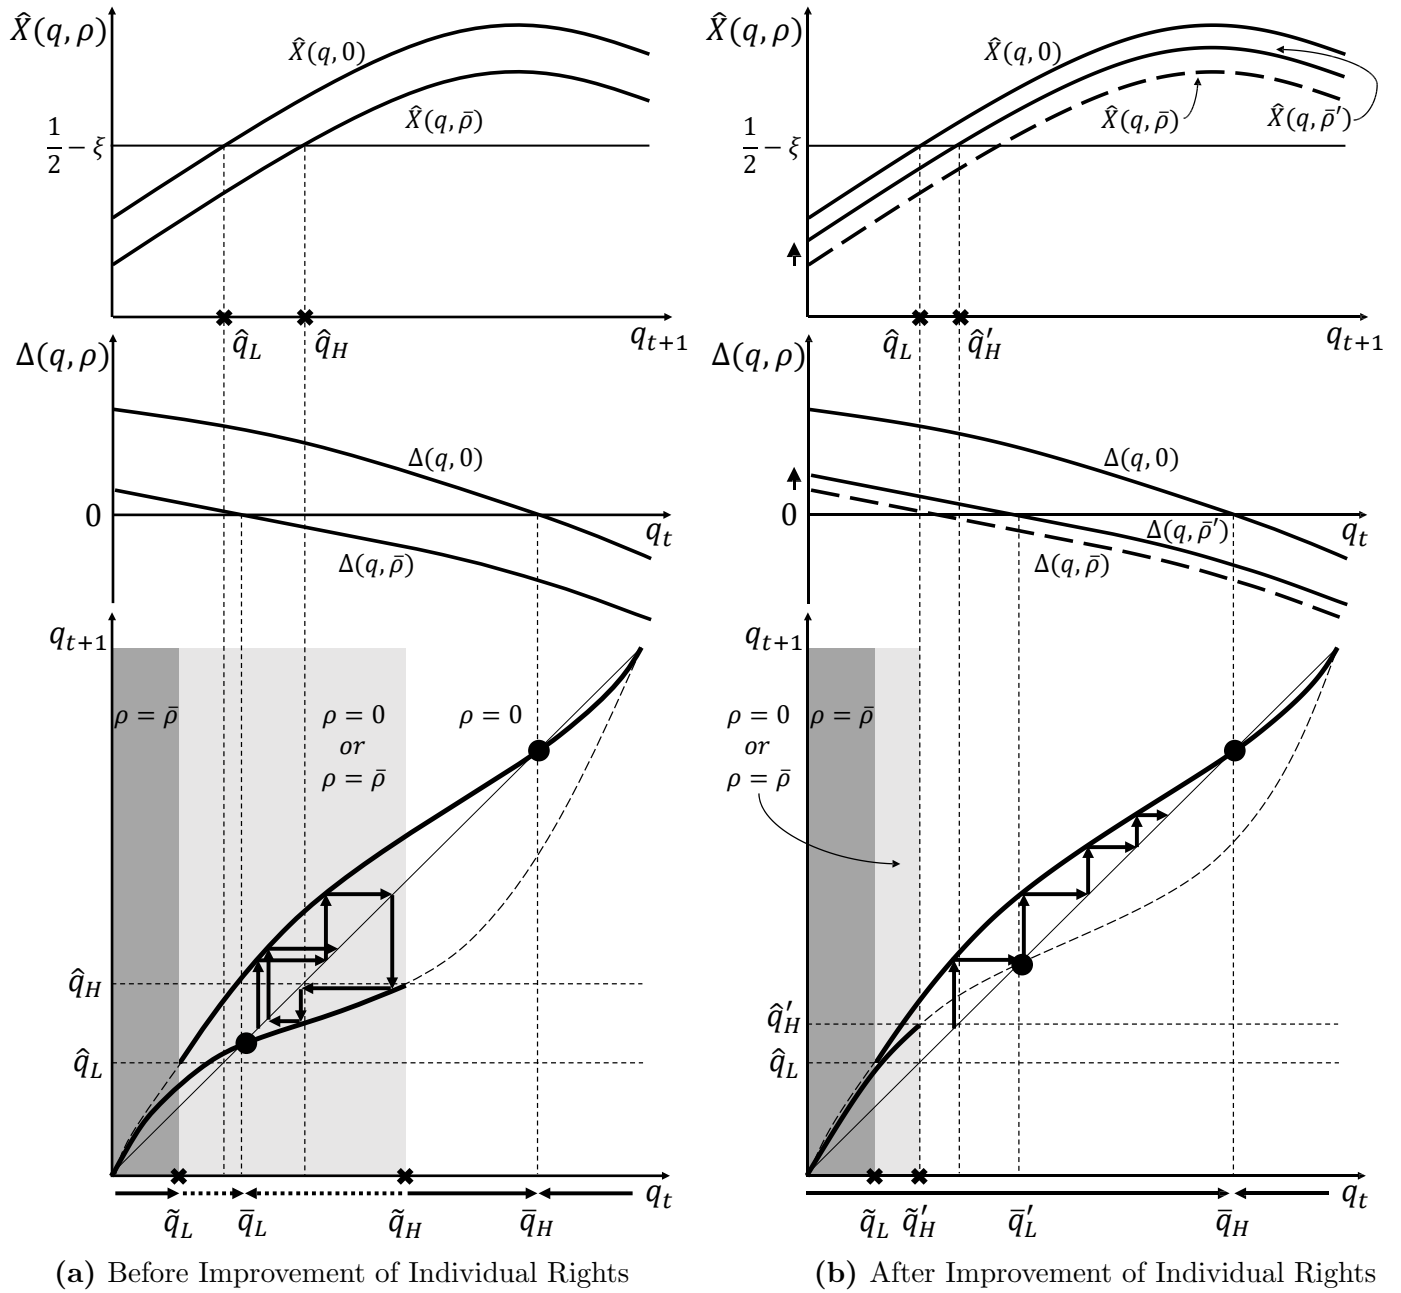 X̂(q, ρ)
X̂(q, 0)
X̂(q, ρ̄)
1/2 − ξ
q̂_L
q̂_H
q_{t+1}
Δ(q, ρ)
Δ(q, 0)
0
q_t
Δ(q, ρ̄)
q_{t+1}
ρ = ρ̄
ρ = 0
or
ρ = ρ̄
ρ = 0
q̂_H
q̂_L
q_t
q̃_L
q̄_L
q̃_H
q̄_H
(a) Before Improvement of Individual Rights
X̂(q, ρ)
X̂(q, 0)
X̂(q, ρ̄)
X̂(q, ρ̄′)
1/2 − ξ
q̂_L
q̂′_H
q_{t+1}
Δ(q, ρ)
Δ(q, 0)
0
q_t
Δ(q, ρ̄′)
Δ(q, ρ̄)
q_{t+1}
ρ = 0
or
ρ = ρ̄
ρ = ρ̄
q̂′_H
q̂_L
q_t
q̃_L
q̃′_H
q̄′_L
q̄_H
(b) After Improvement of Individual Rights